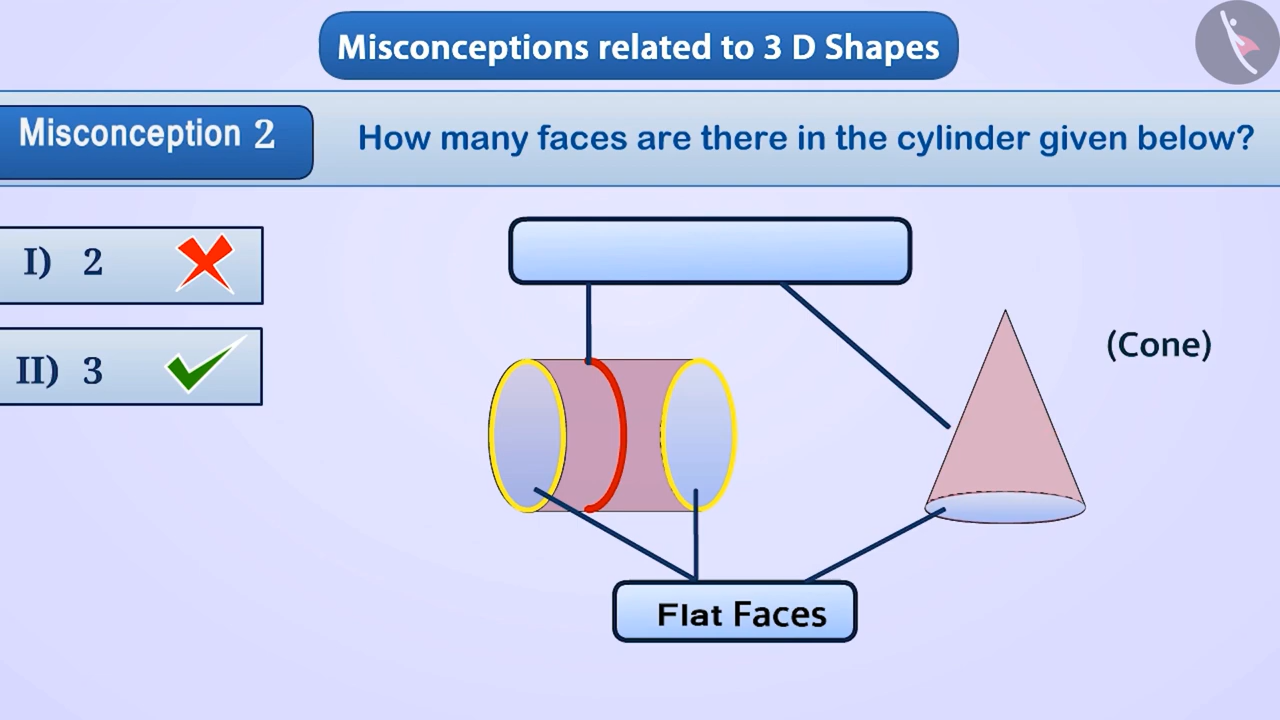 Misconceptions related to 3 D Shapes
Misconception 2
How many faces are there in the cylinder given below?
I) 2
II) 3
(Cone)
Flat Faces